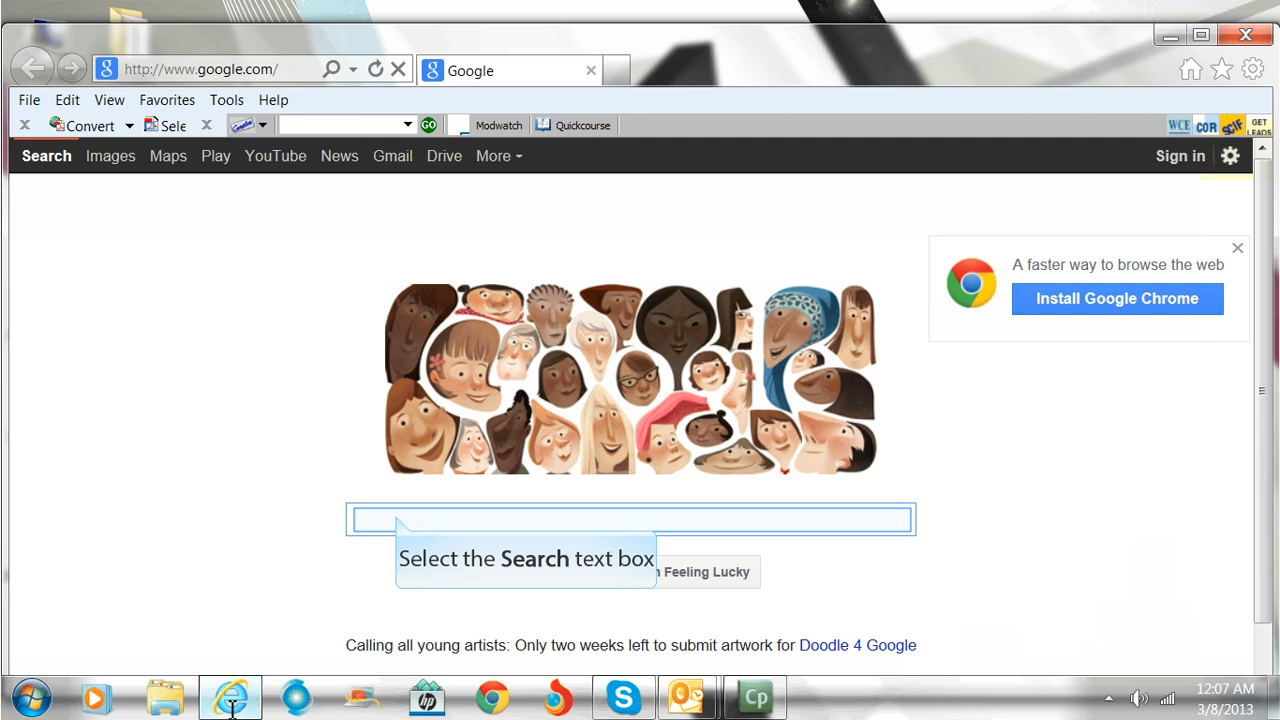 http://www.google.com/
Google
File Edit View Favorites Tools Help
Convert Sele GO Modwatch Quickcourse WCE COR SCIF GET LEADS
Search Images Maps Play YouTube News Gmail Drive More Sign in
A faster way to browse the web
Install Google Chrome
Select the Search text box
Feeling Lucky
Calling all young artists: Only two weeks left to submit artwork for Doodle 4 Google
hp S O Cp
12:07 AM
3/8/2013